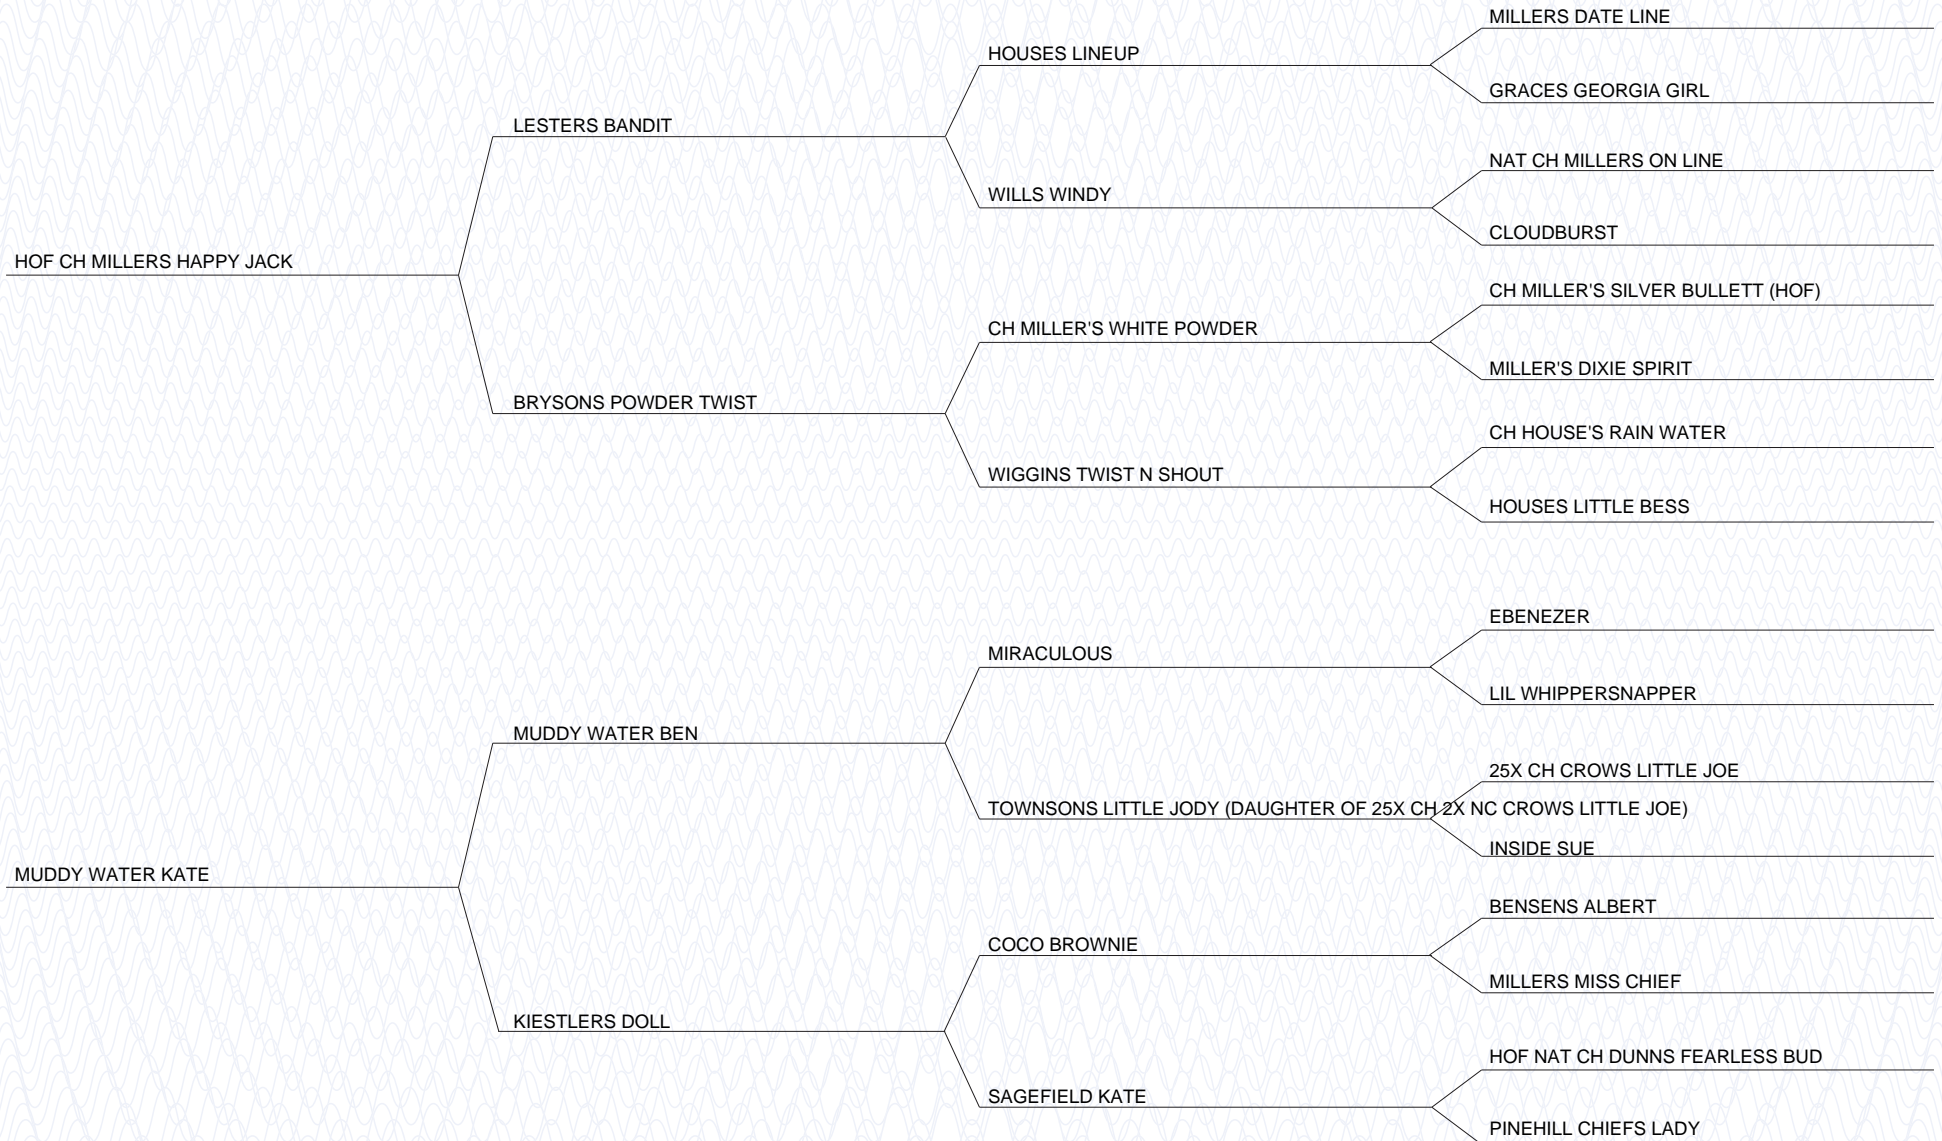 MILLERS DATE LINE
HOUSES LINEUP
GRACES GEORGIA GIRL
LESTERS BANDIT
NAT CH MILLERS ON LINE
WILLS WINDY
CLOUDBURST
HOF CH MILLERS HAPPY JACK
CH MILLER'S SILVER BULLETT (HOF)
CH MILLER'S WHITE POWDER
MILLER'S DIXIE SPIRIT
BRYSONS POWDER TWIST
CH HOUSE'S RAIN WATER
WIGGINS TWIST N SHOUT
HOUSES LITTLE BESS
EBENEZER
MIRACULOUS
LIL WHIPPERSNAPPER
MUDDY WATER BEN
25X CH CROWS LITTLE JOE
TOWNSONS LITTLE JODY (DAUGHTER OF 25X CH 2X NC CROWS LITTLE JOE)
INSIDE SUE
MUDDY WATER KATE
BENSENS ALBERT
COCO BROWNIE
MILLERS MISS CHIEF
KIESTLERS DOLL
HOF NAT CH DUNNS FEARLESS BUD
SAGEFIELD KATE
PINEHILL CHIEFS LADY